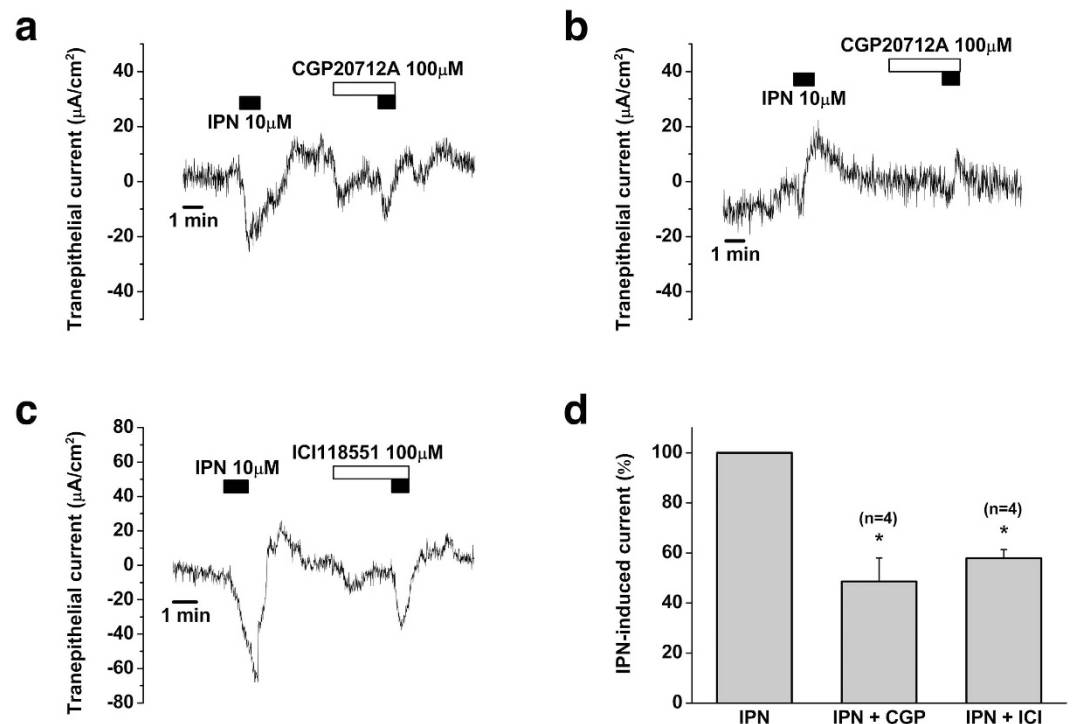 a
Tranepithelial current (μA/cm²)
40
20
0
-20
-40
CGP20712A 100μM
IPN 10μM
1 min
b
Tranepithelial current (μA/cm²)
40
20
0
-20
-40
CGP20712A 100μM
IPN 10μM
1 min
c
Tranepithelial current (μA/cm²)
80
60
40
20
0
-20
-40
-60
-80
IPN 10μM
ICI118551 100μM
1 min
d
IPN-induced current (%)
100
80
60
40
20
0
(n=4)
*
(n=4)
*
IPN
IPN + CGP
IPN + ICI